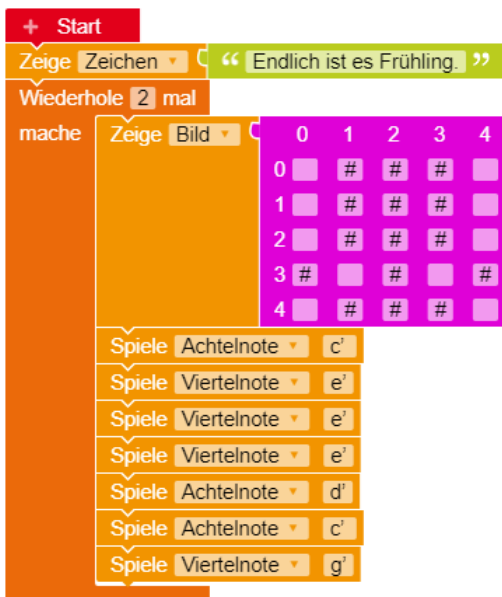 + Start
Zeige Zeichen “ Endlich ist es Frühling. ”
Wiederhole 2 mal
mache Zeige Bild 0 1 2 3 4
0 # # #
1 # # #
2 # # #
3 # # #
4 # # #
Spiele Achtelnote c’
Spiele Viertelnote e’
Spiele Viertelnote e’
Spiele Viertelnote e’
Spiele Achtelnote d’
Spiele Achtelnote c’
Spiele Viertelnote g’